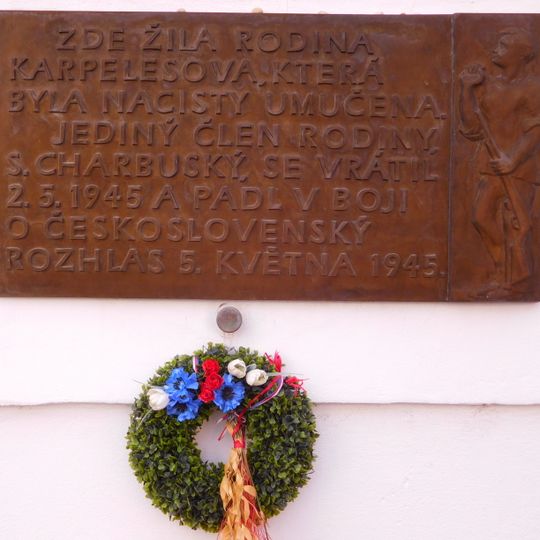 ZDE ŽILA RODINA
KARPELESOVA, KTERÁ
BYLA NACISTY UMUČENA.
JEDINÝ ČLEN RODINY,
S. CHARBUSKÝ, SE VRÁTIL
2. 5. 1945 A PADL V BOJI
O ČESKOSLOVENSKÝ
ROZHLAS 5. KVĚTNA 1945.